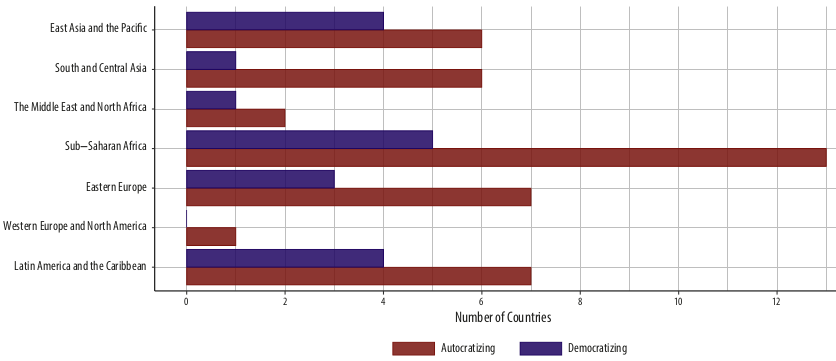 East Asia and the Pacific
South and Central Asia
The Middle East and North Africa
Sub–Saharan Africa
Eastern Europe
Western Europe and North America
Latin America and the Caribbean
0 2 4 6 8 10 12
Number of Countries
Autocratizing Democratizing